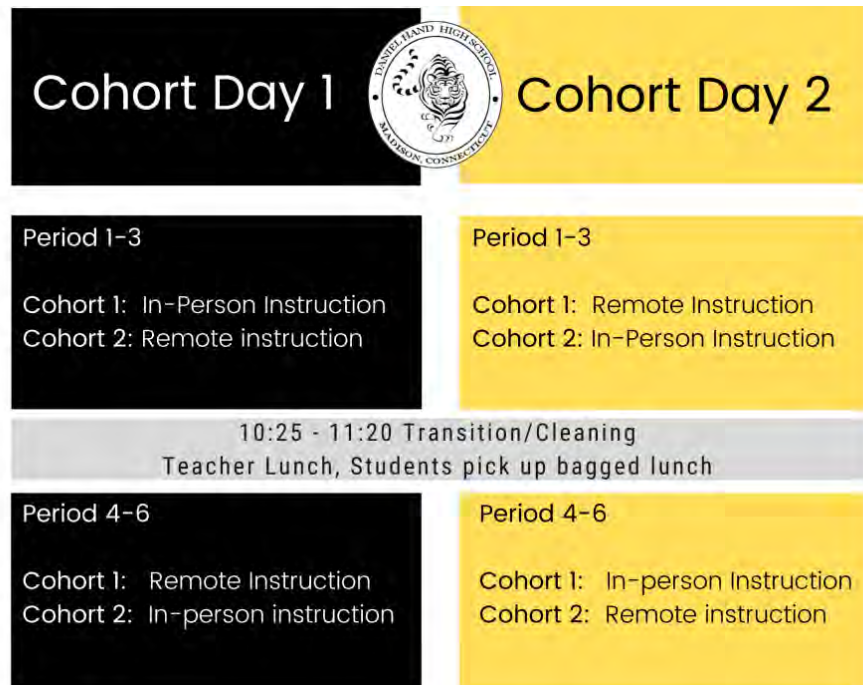 Cohort Day 1
DANIEL HAND HIGH SCHOOL
MADISON, CONNECTICUT
Cohort Day 2
Period 1-3
Cohort 1: In-Person Instruction
Cohort 2: Remote instruction
Period 1-3
Cohort 1: Remote Instruction
Cohort 2: In-Person Instruction
10:25 - 11:20 Transition/Cleaning
Teacher Lunch, Students pick up bagged lunch
Period 4-6
Cohort 1: Remote Instruction
Cohort 2: In-person instruction
Period 4-6
Cohort 1: In-person Instruction
Cohort 2: Remote instruction